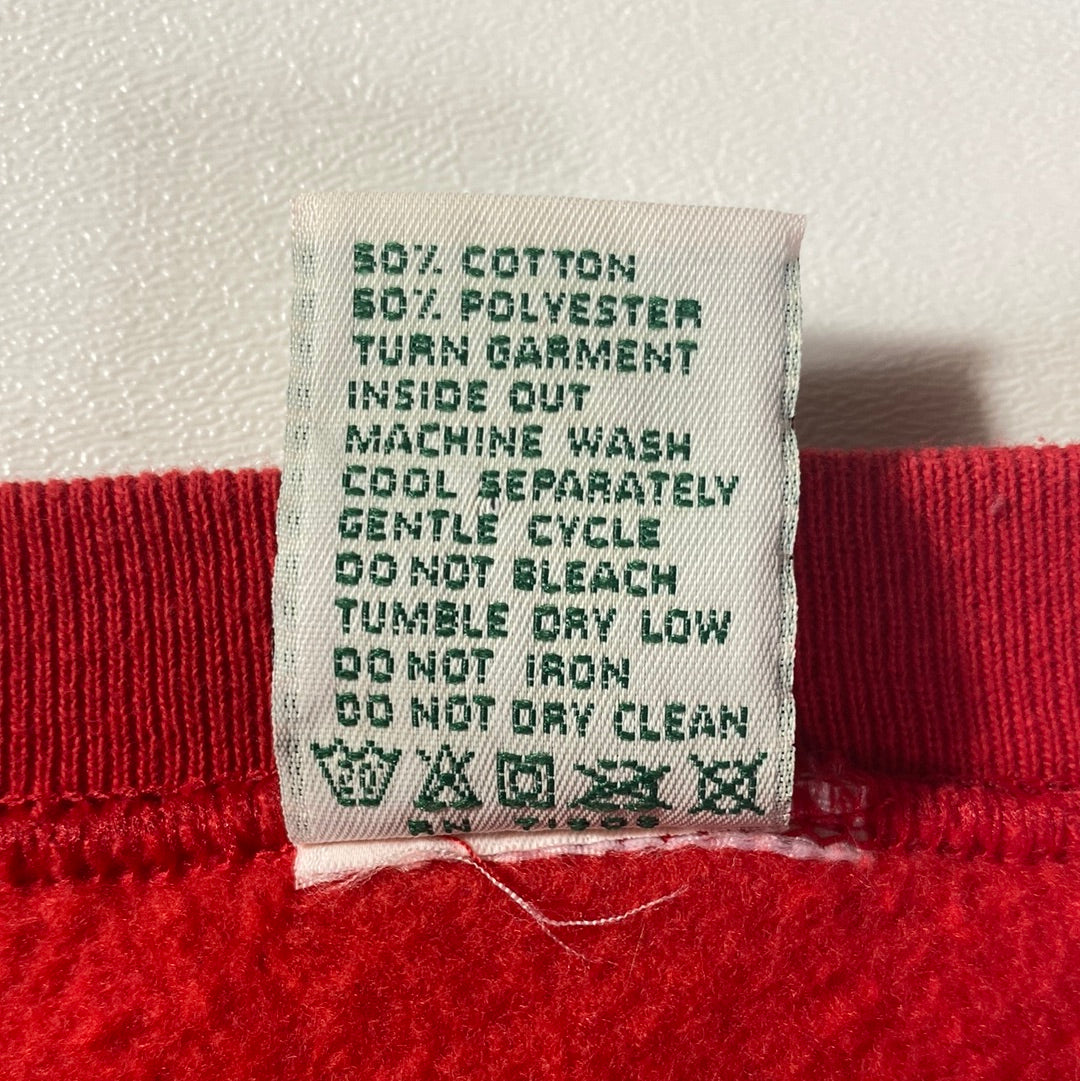 50% COTTON
50% POLYESTER
TURN GARMENT
INSIDE OUT
MACHINE WASH
COOL SEPARATELY
GENTLE CYCLE
DO NOT BLEACH
TUMBLE DRY LOW
DO NOT IRON
DO NOT DRY CLEAN